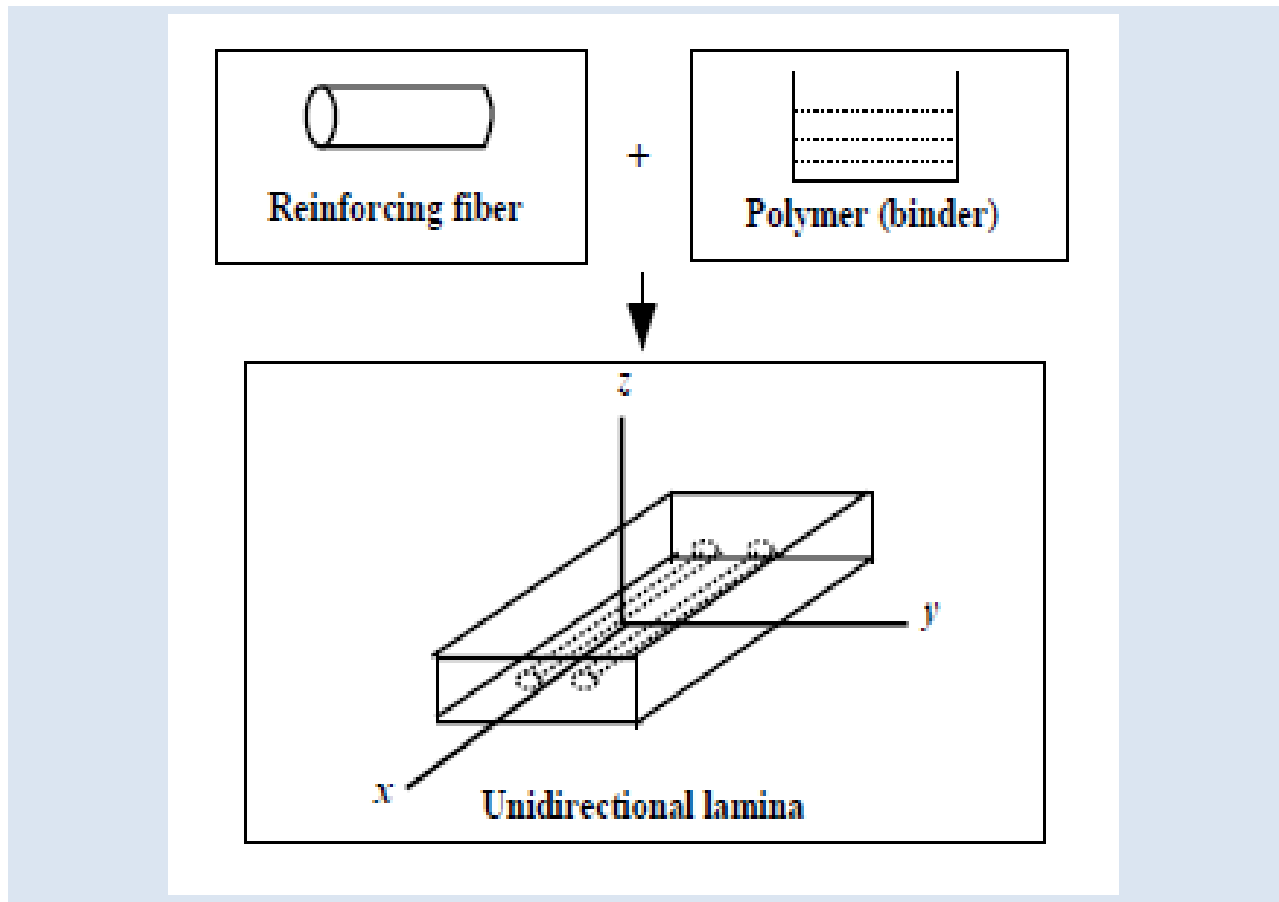 Reinforcing fiber
+
Polymer (binder)
z
y
x
Unidirectional lamina